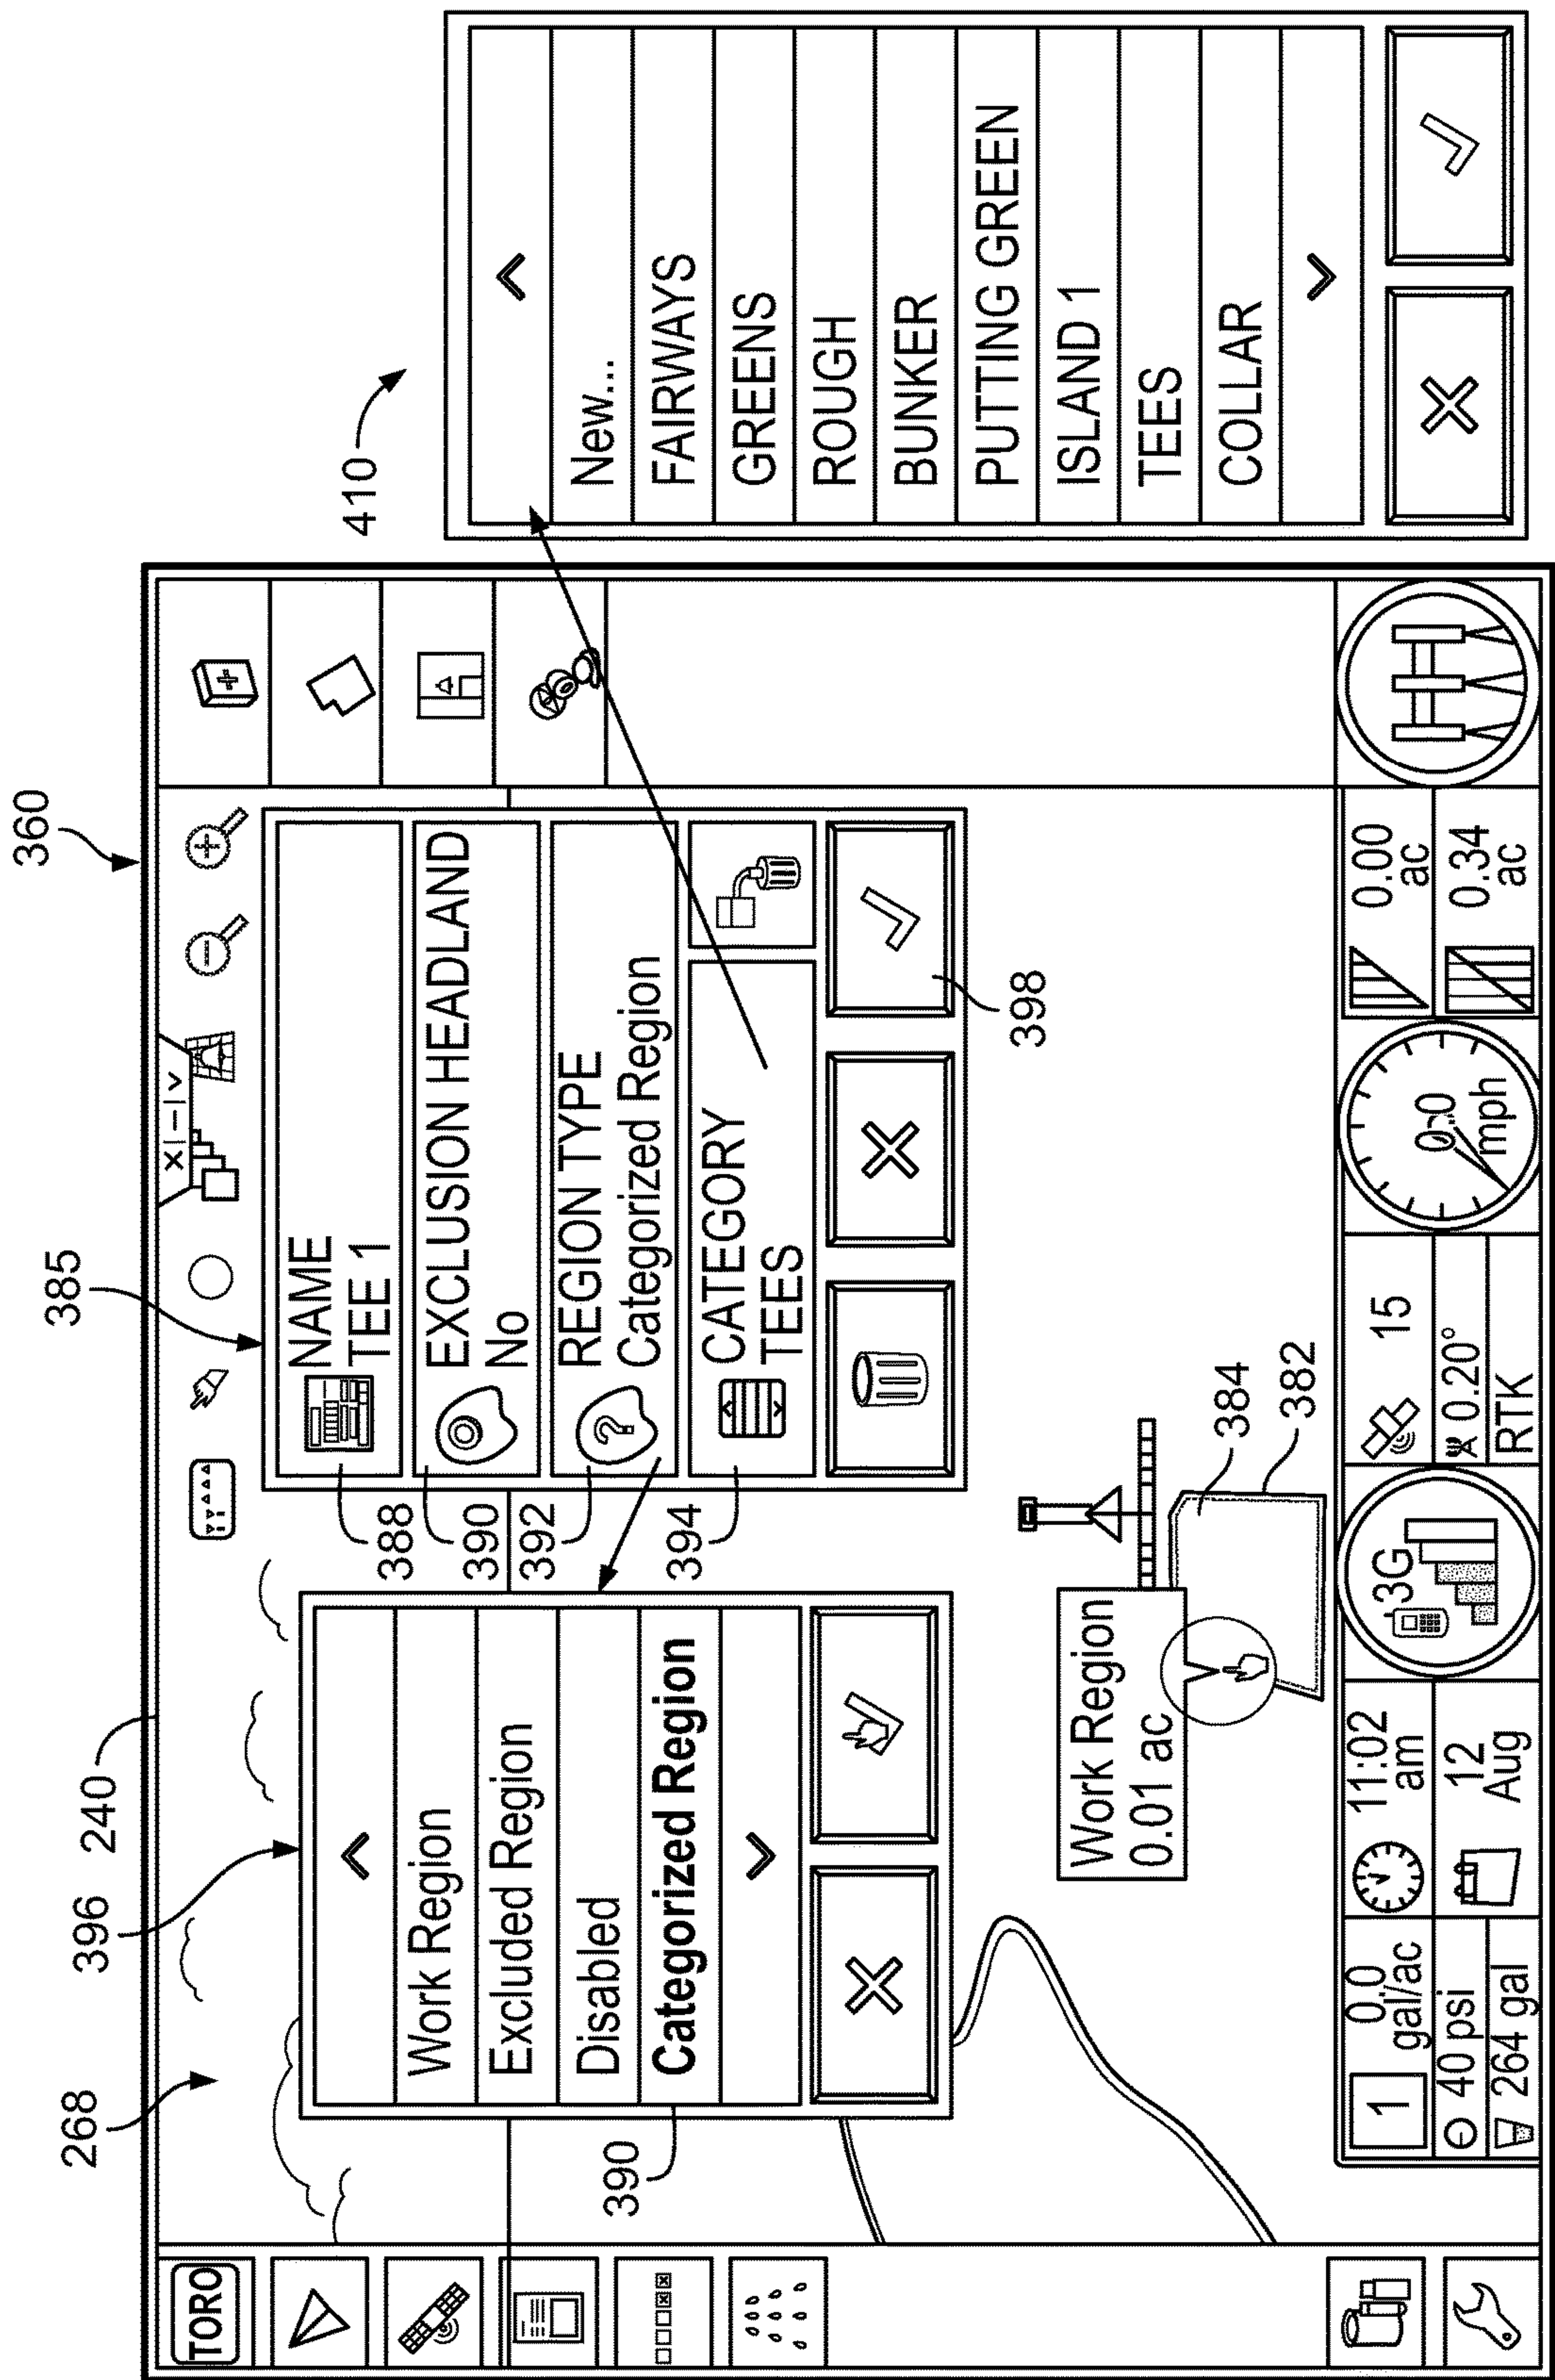 360
385
240
396
268
410
TORO
X|—|V
NAME
TEE 1
388
EXCLUSION HEADLAND
No
390
REGION TYPE
Categorized Region
392
CATEGORY
TEES
394
398
Work Region
Excluded Region
Disabled
Categorized Region
390
New...
FAIRWAYS
GREENS
ROUGH
BUNKER
PUTTING GREEN
ISLAND 1
TEES
COLLAR
Work Region
0.01 ac
384
382
1
0.0
gal/ac
40 psi
264 gal
11:02
am
12
Aug
3G
15
0.20°
RTK
0.0
mph
0.00
ac
0.34
ac